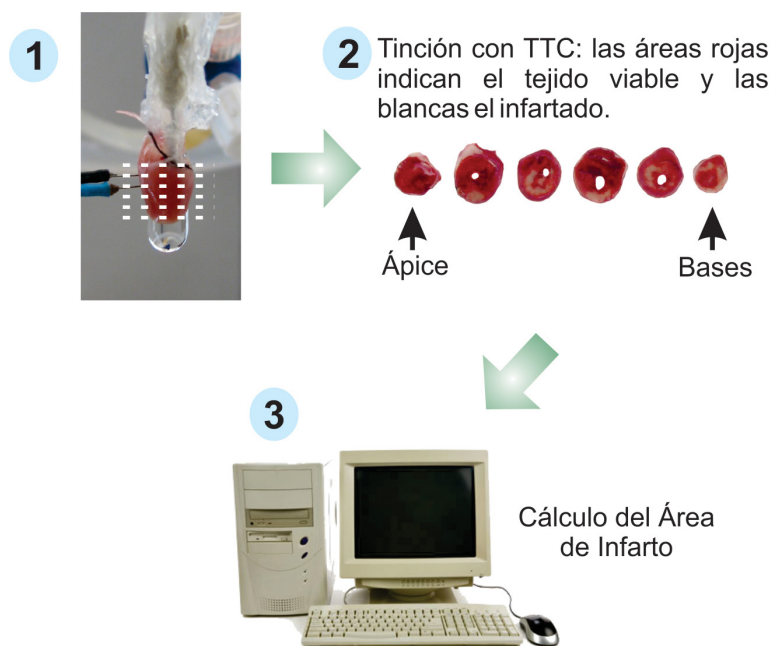 1
2
Tinción con TTC: las áreas rojas
indican el tejido viable y las
blancas el infartado.
Ápice
Bases
3
Cálculo del Área
de Infarto